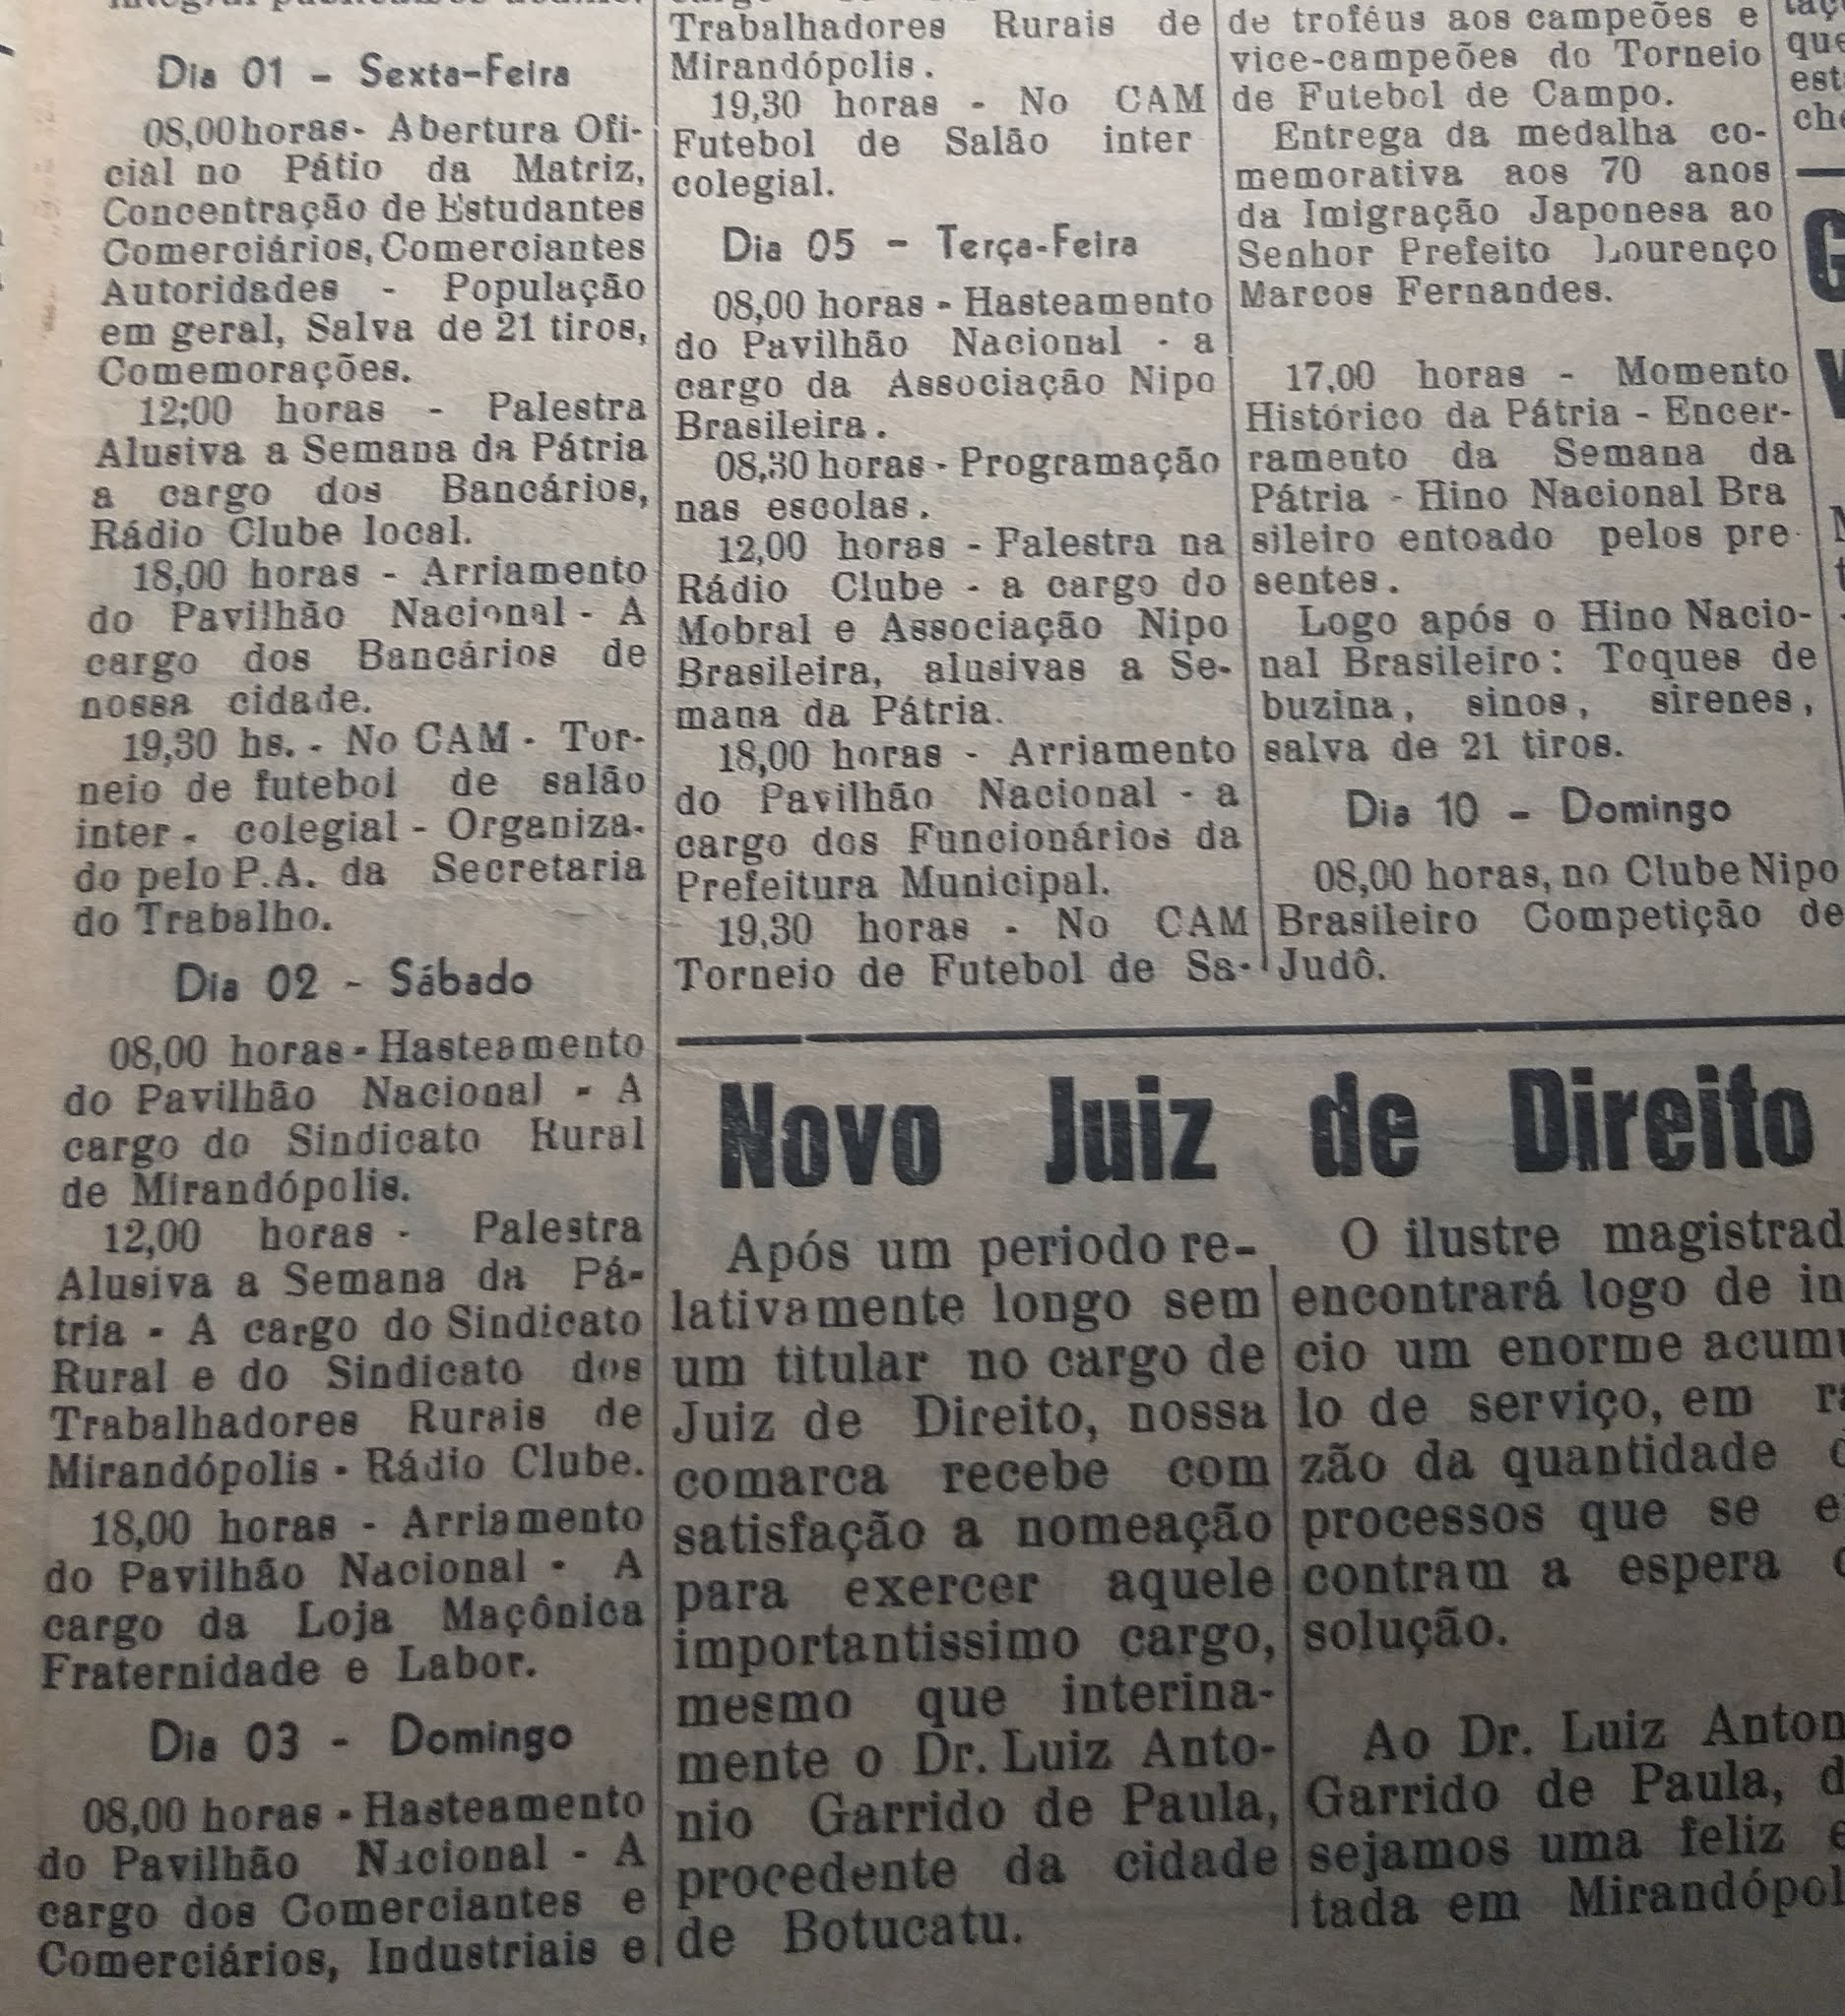 Dia 01 - Sexta-Feira
08,00 horas - Abertura Ofi-
cial no Pátio da Matriz,
Concentração de Estudantes
Comerciários, Comerciantes
Autoridades - População
em geral, Salva de 21 tiros,
Comemorações.
12;00 horas - Palestra
Alusiva a Semana da Pátria
a cargo dos Bancários,
Rádio Clube local.
18,00 horas - Arriamento
do Pavilhão Nacional - A
cargo dos Bancários de
nossa cidade.
19,30 hs. - No CAM - Tor-
neio de futebol de salão
inter - colegial - Organiza-
do pelo P.A. da Secretaria
do Trabalho.
Dia 02 - Sábado
08,00 horas - Hasteamento
do Pavilhão Nacional - A
cargo do Sindicato Rural
de Mirandópolis.
12,00 horas - Palestra
Alusiva a Semana da Pá-
tria - A cargo do Sindicato
Rural e do Sindicato dos
Trabalhadores Rurais de
Mirandópolis - Rádio Clube.
18,00 horas - Arriamento
do Pavilhão Nacional - A
cargo da Loja Maçônica
Fraternidade e Labor.
Dia 03 - Domingo
08,00 horas - Hasteamento
do Pavilhão Nacional - A
cargo dos Comerciantes e
Comerciários, Industriais e
Trabalhadores Rurais de
Mirandópolis.
19,30 horas - No CAM
Futebol de Salão inter
colegial.
Dia 05 - Terça-Feira
08,00 horas - Hasteamento
do Pavilhão Nacional - a
cargo da Associação Nipo
Brasileira.
08,30 horas - Programação
nas escolas.
12,00 horas - Palestra na
Rádio Clube - a cargo do
Mobral e Associação Nipo
Brasileira, alusivas a Se-
mana da Pátria.
18,00 horas - Arriamento
do Pavilhão Nacional - a
cargo dos Funcionários da
Prefeitura Municipal.
19,30 horas - No CAM
Torneio de Futebol de Sa-
de troféus aos campeões e
vice-campeões do Torneio
de Futebol de Campo.
Entrega da medalha co-
memorativa aos 70 anos
da Imigração Japonesa ao
Senhor Prefeito Lourenço
Marcos Fernandes.
17,00 horas - Momento
Histórico da Pátria - Encer-
ramento da Semana da
Pátria - Hino Nacional Bra
sileiro entoado pelos pre-
sentes.
Logo após o Hino Nacio-
nal Brasileiro: Toques de
buzina, sinos, sirenes,
salva de 21 tiros.
Dia 10 - Domingo
08,00 horas, no Clube Nipo
Brasileiro Competição de
Judô.
que
est
che
Novo Juiz de Direito
Após um periodo re-
lativamente longo sem
um titular no cargo de
Juiz de Direito, nossa
comarca recebe com
satisfação a nomeação
para exercer aquele
importantissimo cargo,
mesmo que interina-
mente o Dr. Luiz Anto-
nio Garrido de Paula,
procedente da cidade
de Botucatu.
O ilustre magistrad
encontrará logo de in
cio um enorme acum
lo de serviço, em ra
zão da quantidade
processos que se e
contram a espera
solução.
Ao Dr. Luiz Anton
Garrido de Paula, d
sejamos uma feliz e
tada em Mirandópol